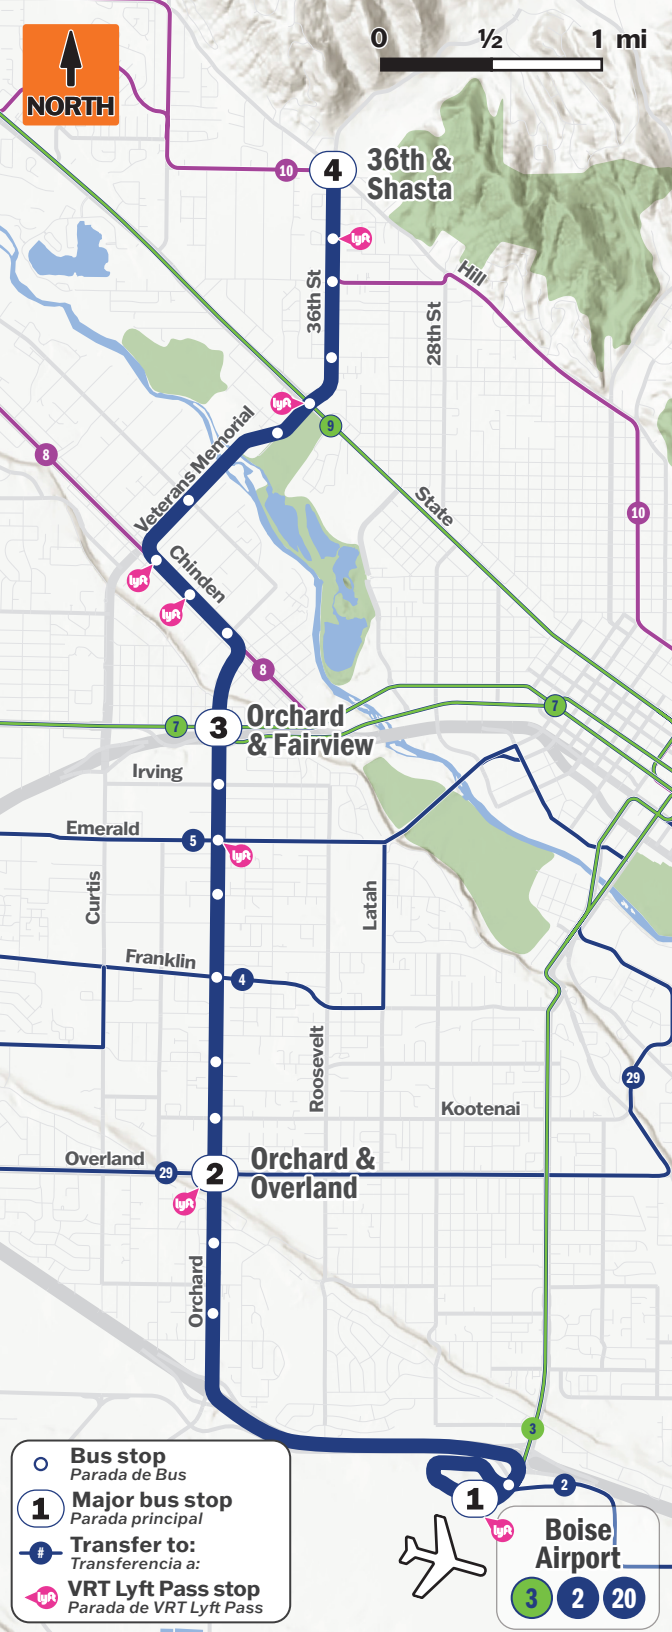 0 ½ 1 mi
NORTH
10
4
36th &
Shasta
lyft
36th St
Hill
28th St
lyft
9
8
Veterans Memorial
State
10
Chinden
lyft
lyft
8
7
7
3
Orchard
& Fairview
Irving
Emerald
5
lyft
Curtis
Latah
Franklin
4
Roosevelt
29
Kootenai
Overland
29
2
Orchard &
Overland
lyft
Orchard
3
2
1
lyft
Boise
Airport
3 2 20
Bus stop
Parada de Bus
1
Major bus stop
Parada principal
#
Transfer to:
Transferencia a:
lyft
VRT Lyft Pass stop
Parada de VRT Lyft Pass